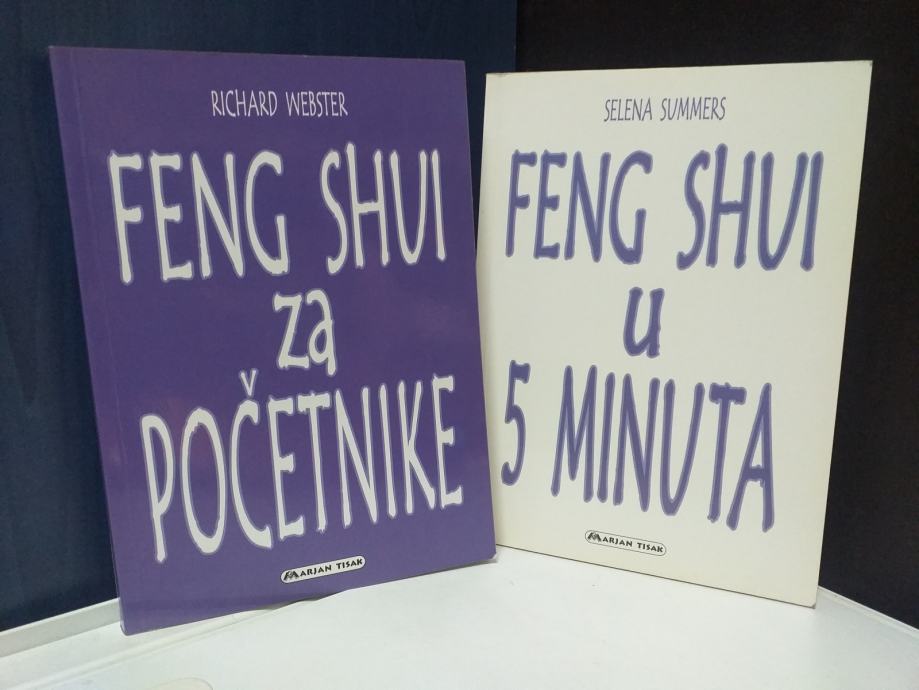 RICHARD WEBSTER
FENG SHUI
za
POČETNIKE
MARJAN TISAK
SELENA SUMMERS
FENG SHUI
u
5 MINUTA
MARJAN TISAK